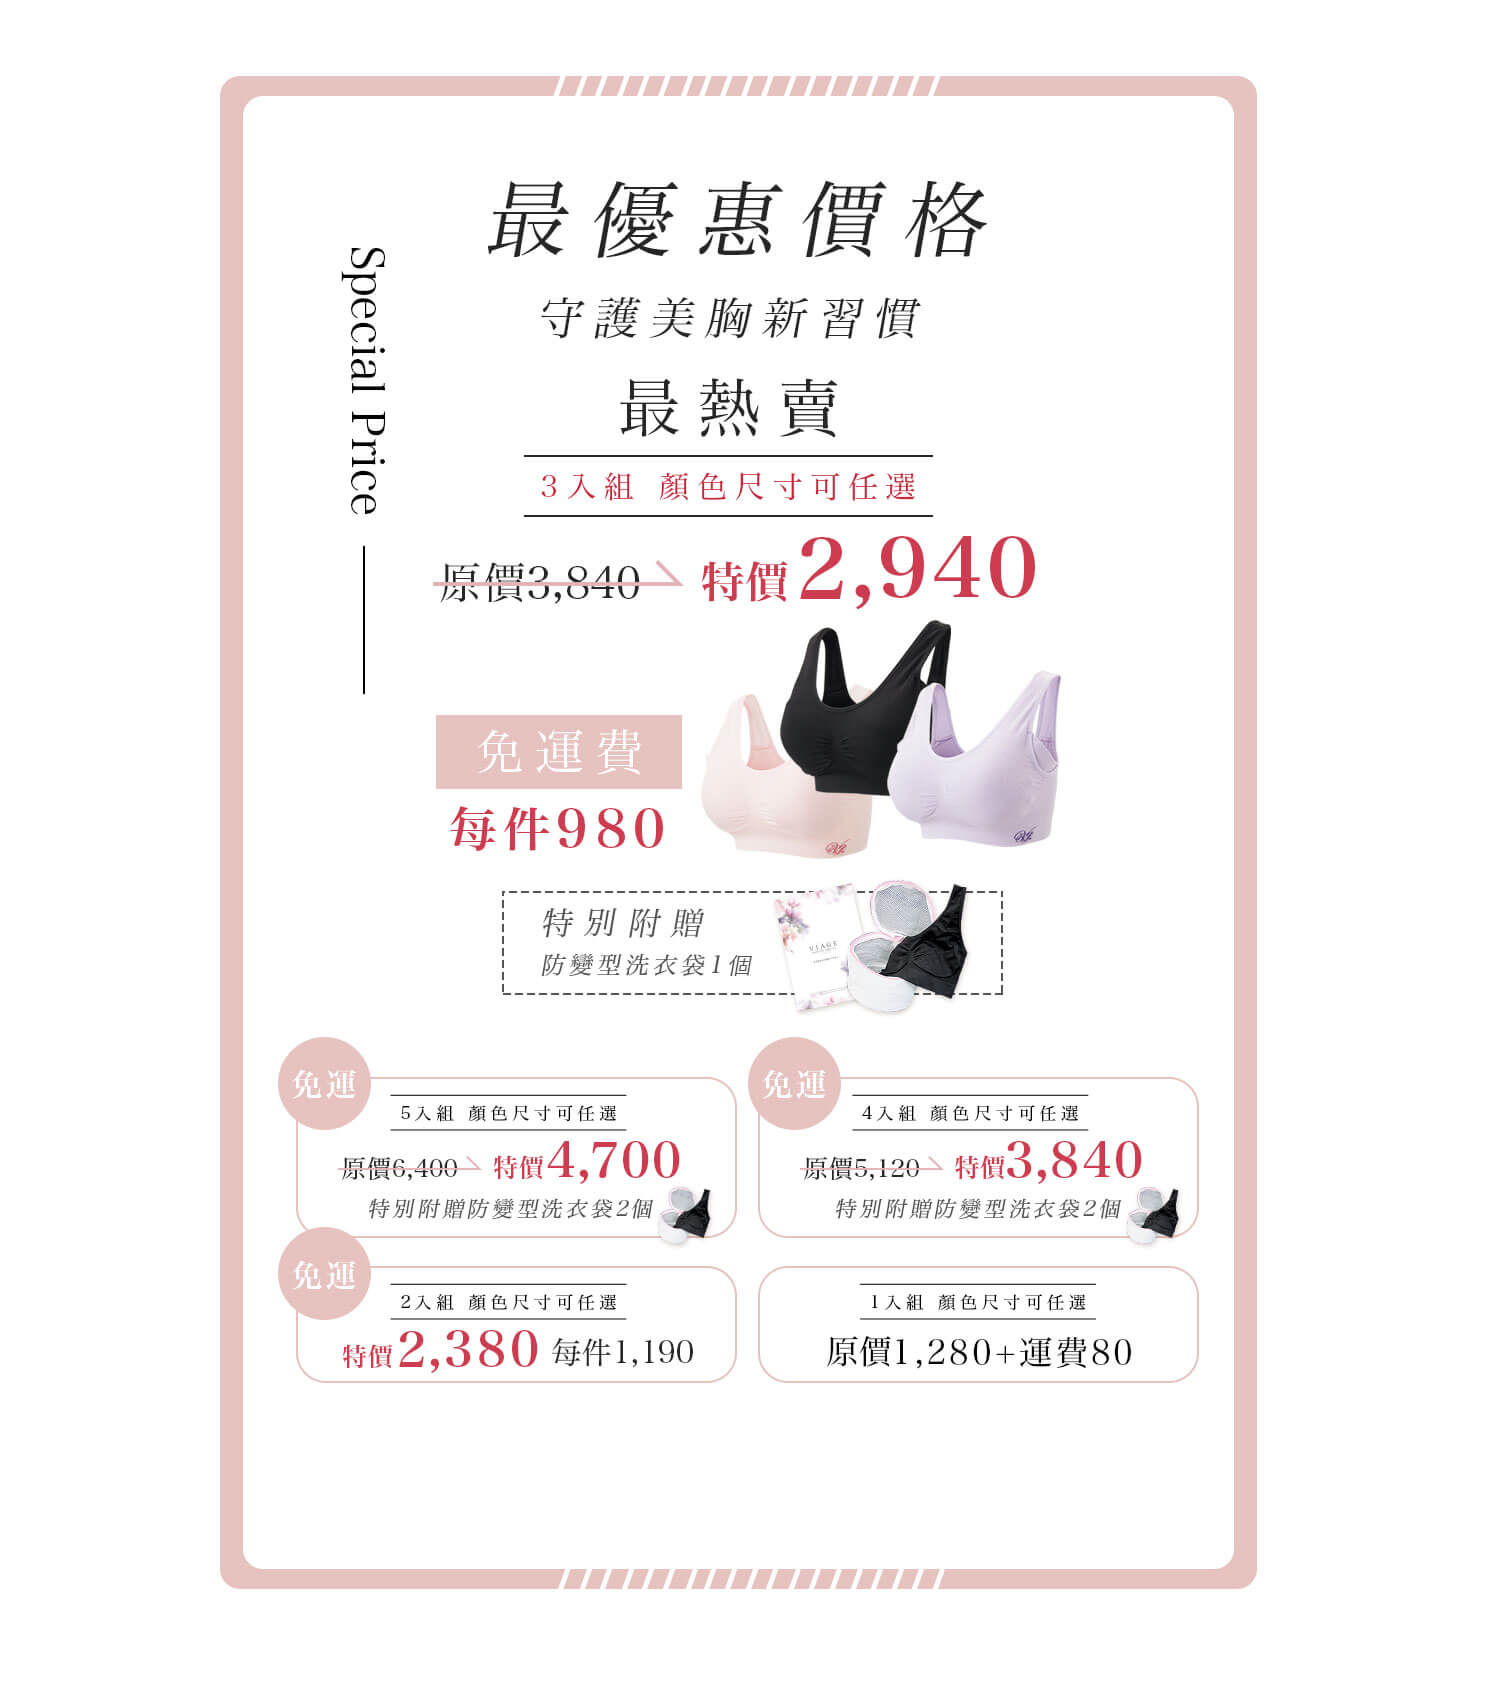 最優惠價格
守護美胸新習慣
Special Price
最熱賣
3入組 顏色尺寸可任選
原價3,840 特價2,940
免運費
每件980
特別附贈
防變型洗衣袋1個
VIAGE
免運
5入組 顏色尺寸可任選
原價6,400 特價4,700
特別附贈防變型洗衣袋2個
免運
4入組 顏色尺寸可任選
原價5,120 特價3,840
特別附贈防變型洗衣袋2個
免運
2入組 顏色尺寸可任選
特價2,380 每件1,190
1入組 顏色尺寸可任選
原價1,280+運費80